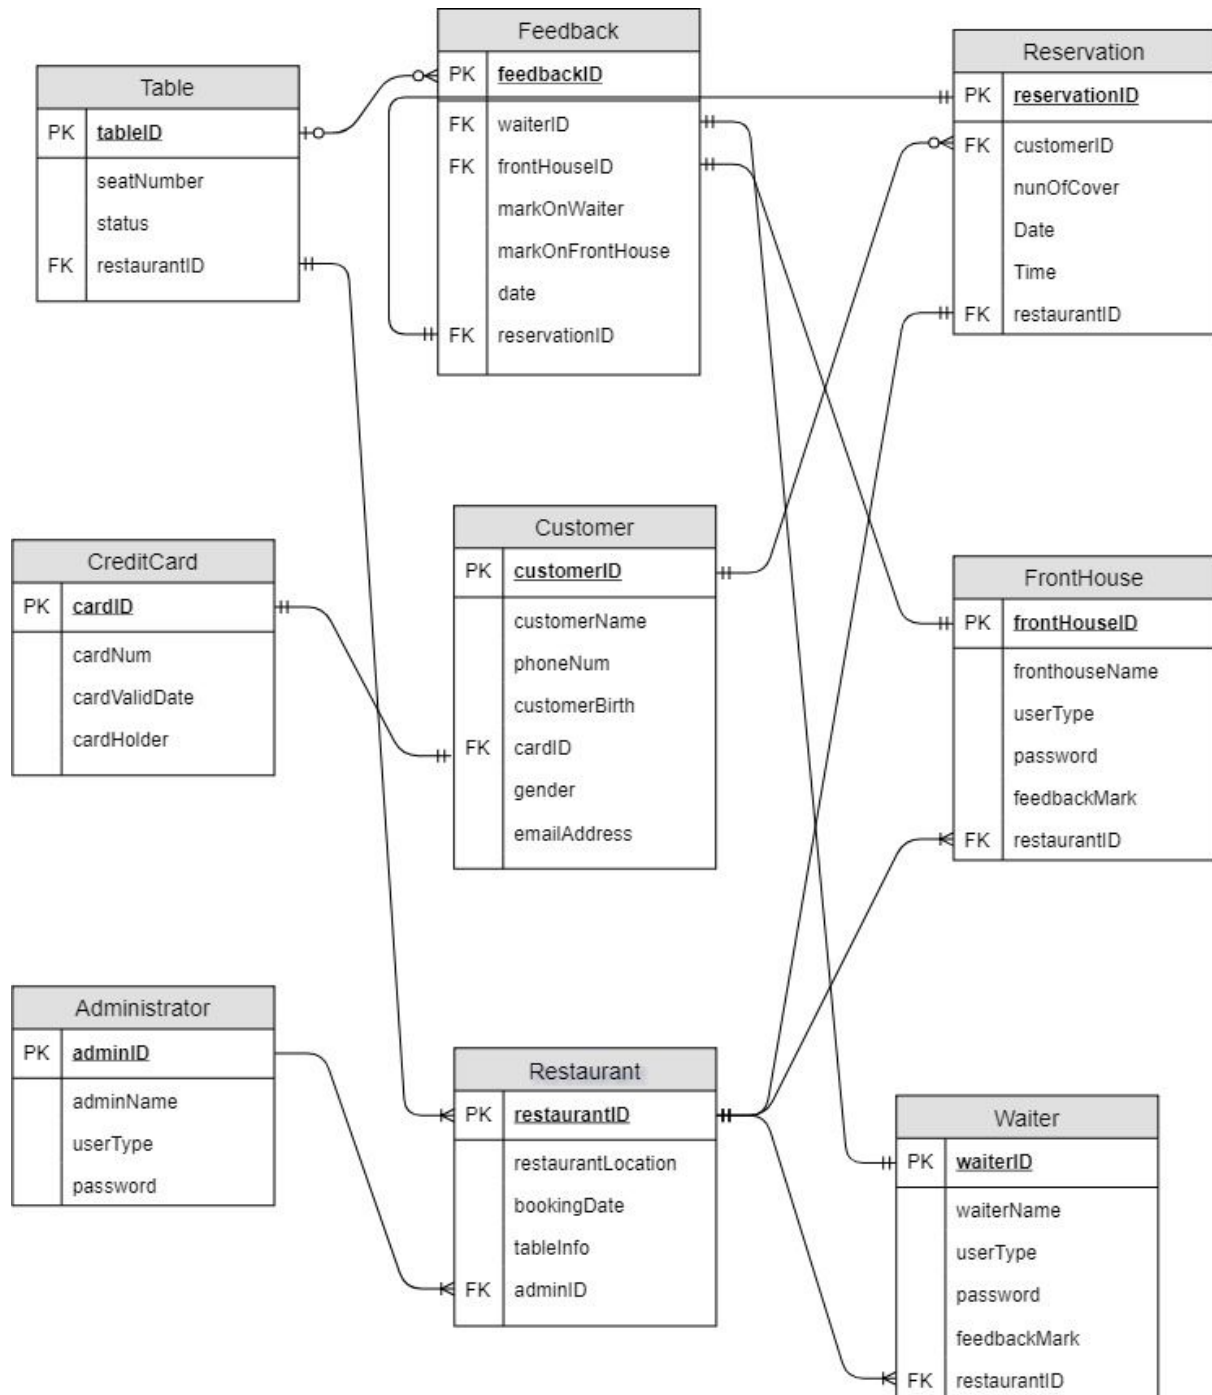 Table
PK tableID
seatNumber
status
FK restaurantID
Feedback
PK feedbackID
FK waiterID
FK frontHouseID
markOnWaiter
markOnFrontHouse
date
FK reservationID
Reservation
PK reservationID
FK customerID
nunOfCover
Date
Time
FK restaurantID
CreditCard
PK cardID
cardNum
cardValidDate
cardHolder
Customer
PK customerID
customerName
phoneNum
customerBirth
FK cardID
gender
emailAddress
FrontHouse
PK frontHouseID
fronthouseName
userType
password
feedbackMark
FK restaurantID
Administrator
PK adminID
adminName
userType
password
Restaurant
PK restaurantID
restaurantLocation
bookingDate
tableInfo
FK adminID
Waiter
PK waiterID
waiterName
userType
password
feedbackMark
FK restaurantID